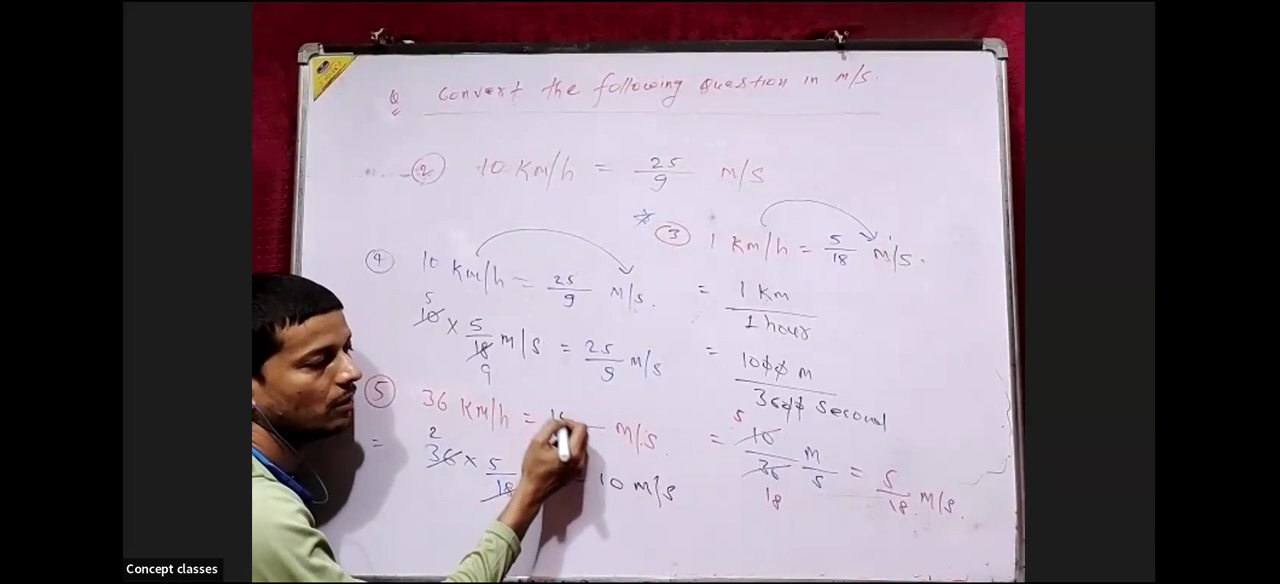 Q Convert the following question in m/s.
② 10 Km/h = 25/9 m/s
③ 1 Km/h = 5/18 m/s.
= 1 Km / 1 hour
= 1000 m / 3600 second
= 5 10/36 18 m/s = 5/18 m/s.
④ 10 Km/h = 25/9 m/s.
5 10 × 5/18 9 m/s = 25/9 m/s
⑤ 36 Km/h = m/s
= 2 36 × 5/18 = 10 m/s
Concept classes